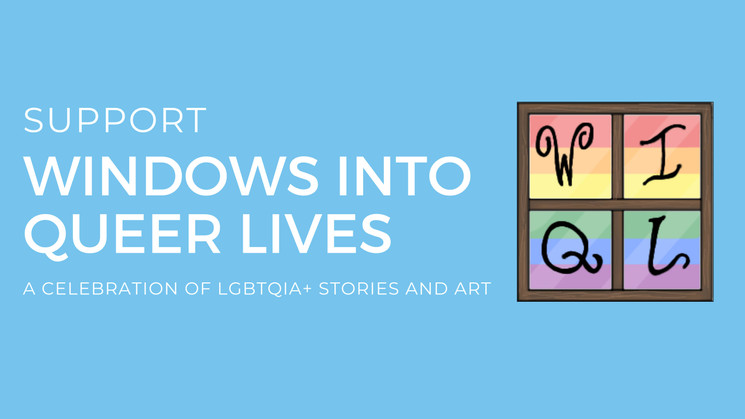 SUPPORT
WINDOWS INTO
QUEER LIVES
A CELEBRATION OF LGBTQIA+ STORIES AND ART
W I
Q L